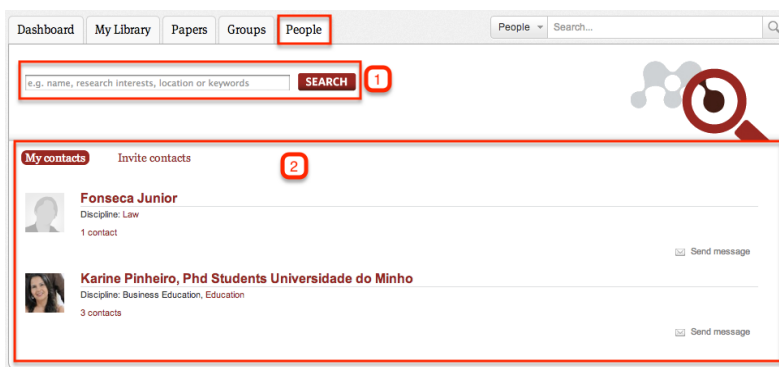 Dashboard My Library Papers Groups People People Search...
e.g. name, research interests, location or keywords SEARCH 1
My contacts Invite contacts 2
Fonseca Junior
Discipline: Law
1 contact
Send message
Karine Pinheiro, Phd Students Universidade do Minho
Discipline: Business Education, Education
3 contacts
Send message